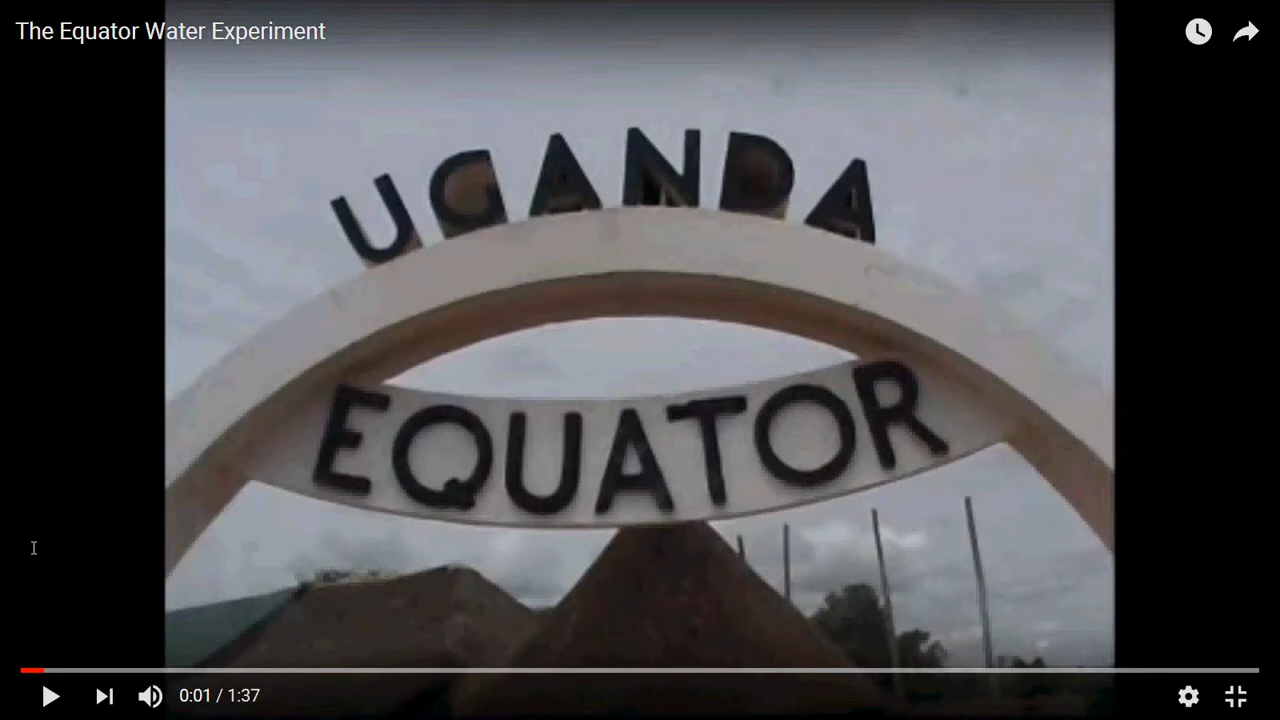 The Equator Water Experiment
UGANDA
EQUATOR
0:01 / 1:37